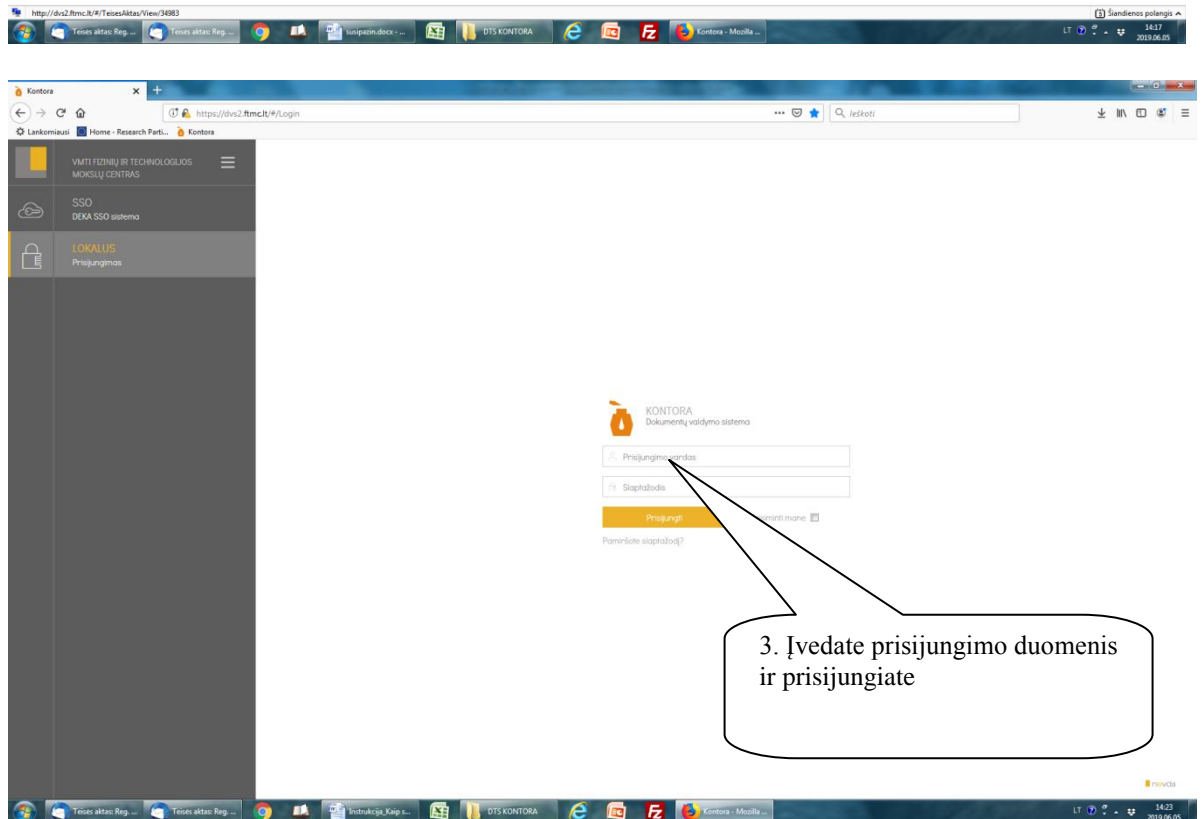 http://dvs2.ftmc.lt/#/TeisesAktas/View/34983
Šiandienos polangis
Teisės aktas: Reg. ...
Teisės aktas: Reg. ...
susipazin.docx - ...
DTS KONTORA
Kontora - Mozilla ...
LT
14:17
2019.06.05
Kontora
https://dvs2.ftmc.lt/#/Login
Ieškoti
Lankomiausi
Home - Research Parti...
Kontora
VMTI FIZINIŲ IR TECHNOLOGIJOS
MOKSLŲ CENTRAS
SSO
DEKA SSO sistema
LOKALUS
Prisijungimas
KONTORA
Dokumentų valdymo sistema
Prisijungimo vardas
Slaptažodis
Prisijungti
mane
Pamiršote slaptažodį?
3. Įvedate prisijungimo duomenis
ir prisijungiate
nevda
Teisės aktas: Reg. ...
Teisės aktas: Reg. ...
Instrukcija_Kaip s...
DTS KONTORA
Kontora - Mozilla ...
LT
14:23
2019.06.05